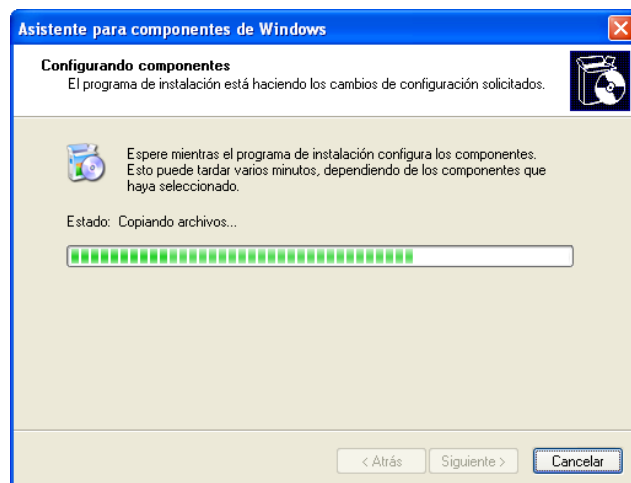 Asistente para componentes de Windows
Configurando componentes
El programa de instalación está haciendo los cambios de configuración solicitados.
Espere mientras el programa de instalación configura los componentes.
Esto puede tardar varios minutos, dependiendo de los componentes que
haya seleccionado.
Estado: Copiando archivos...
< Atrás Siguiente > Cancelar